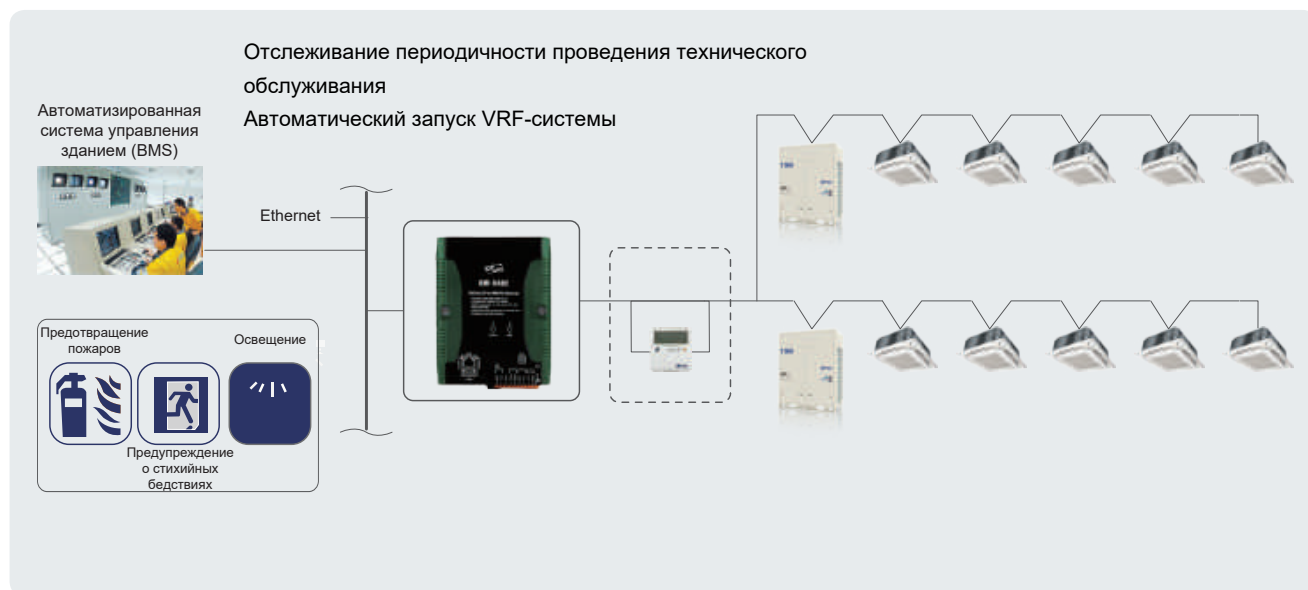 Отслеживание периодичности проведения технического
обслуживания
Автоматический запуск VRF-системы
Автоматизированная
система управления
зданием (BMS)
Ethernet
Предотвращение
пожаров
Освещение
Предупреждение
о стихийных
бедствиях